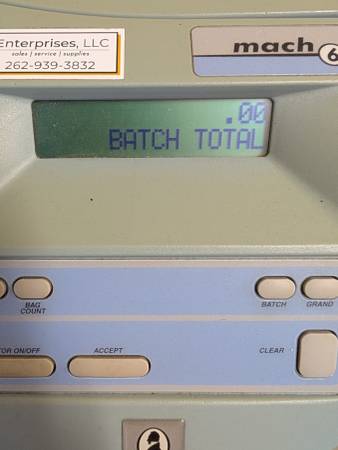 Enterprises, LLC
sales | service | supplies
262-939-3832
mach 6
.00
BATCH TOTAL
BAG
COUNT
BATCH
GRAND
TOR ON/OFF
ACCEPT
CLEAR